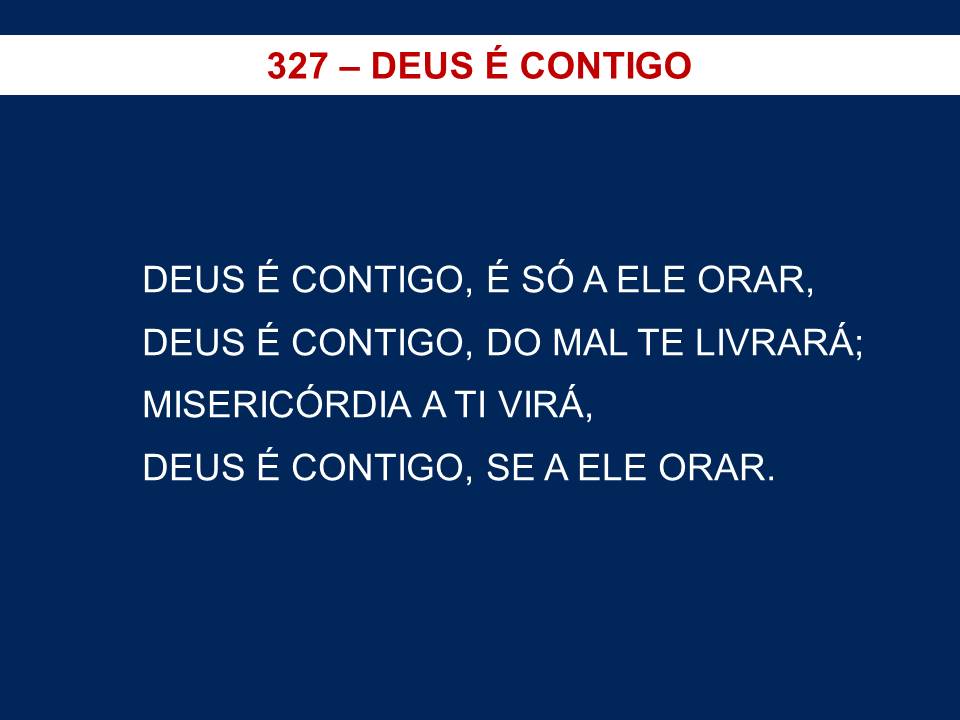 327 – DEUS É CONTIGO
DEUS É CONTIGO, É SÓ A ELE ORAR,
DEUS É CONTIGO, DO MAL TE LIVRARÁ;
MISERICÓRDIA A TI VIRÁ,
DEUS É CONTIGO, SE A ELE ORAR.